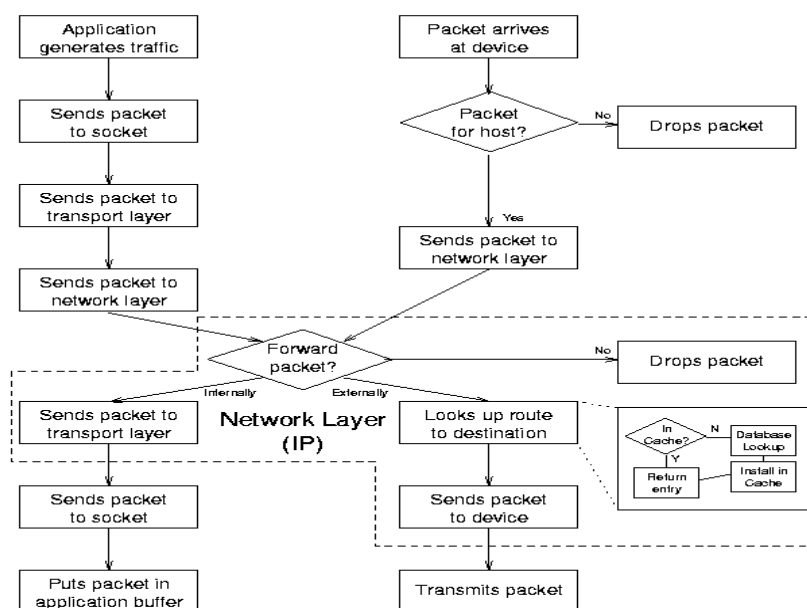 Application
generates traffic
Packet arrives
at device
Sends packet
to socket
Packet
for host?
No
Drops packet
Sends packet to
transport layer
Yes
Sends packet to
network layer
Sends packet to
network layer
Forward
packet?
No
Drops packet
Internally
Externally
Sends packet to
transport layer
Network Layer
(IP)
Looks up route
to destination
In
Cache?
N
Database
Lookup
Y
Return
entry
Install in
Cache
Sends packet
to socket
Sends packet
to device
Puts packet in
application buffer
Transmits packet